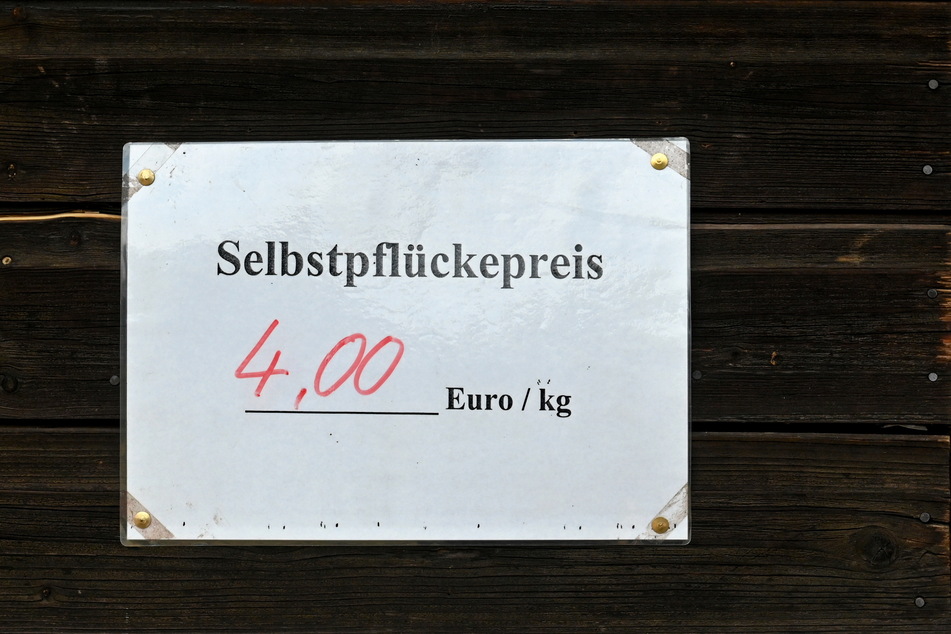 Selbstpflückepreis
4,00 Euro / kg